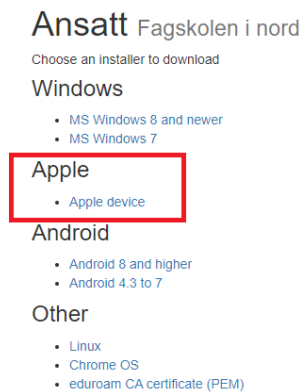 Ansatt Fagskolen i nord
Choose an installer to download
Windows
MS Windows 8 and newer
MS Windows 7
Apple
Apple device
Android
Android 8 and higher
Android 4.3 to 7
Other
Linux
Chrome OS
eduroam CA certificate (PEM)